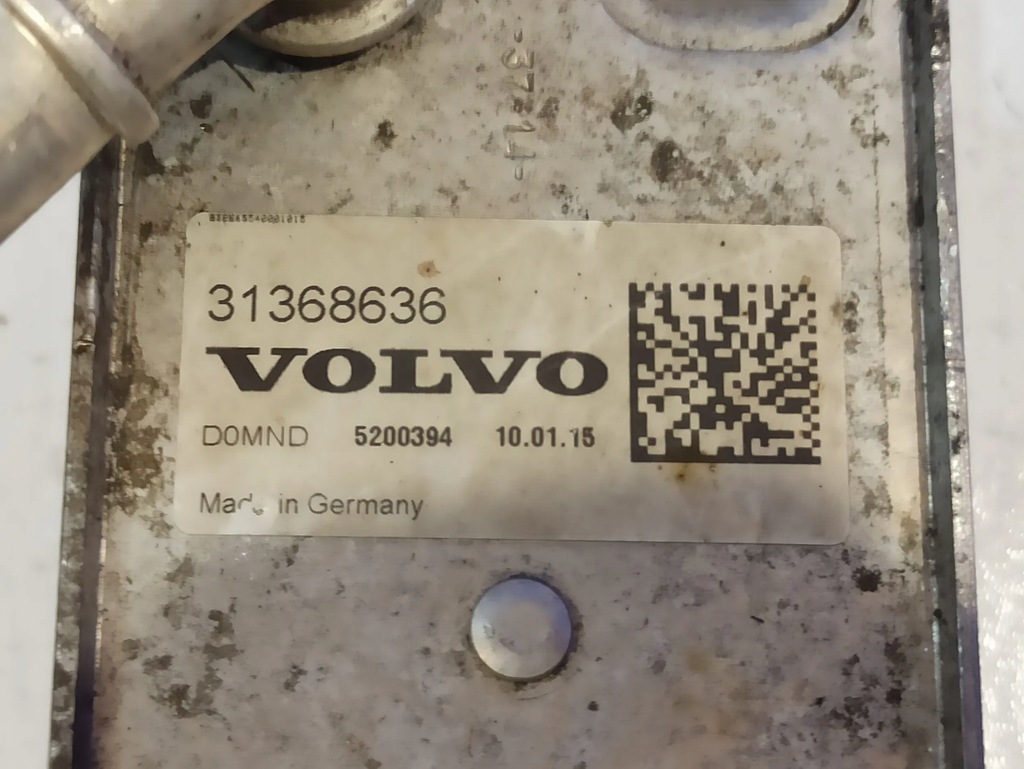 31368636
VOLVO
D0MND 5200394 10.01.15
Made in Germany